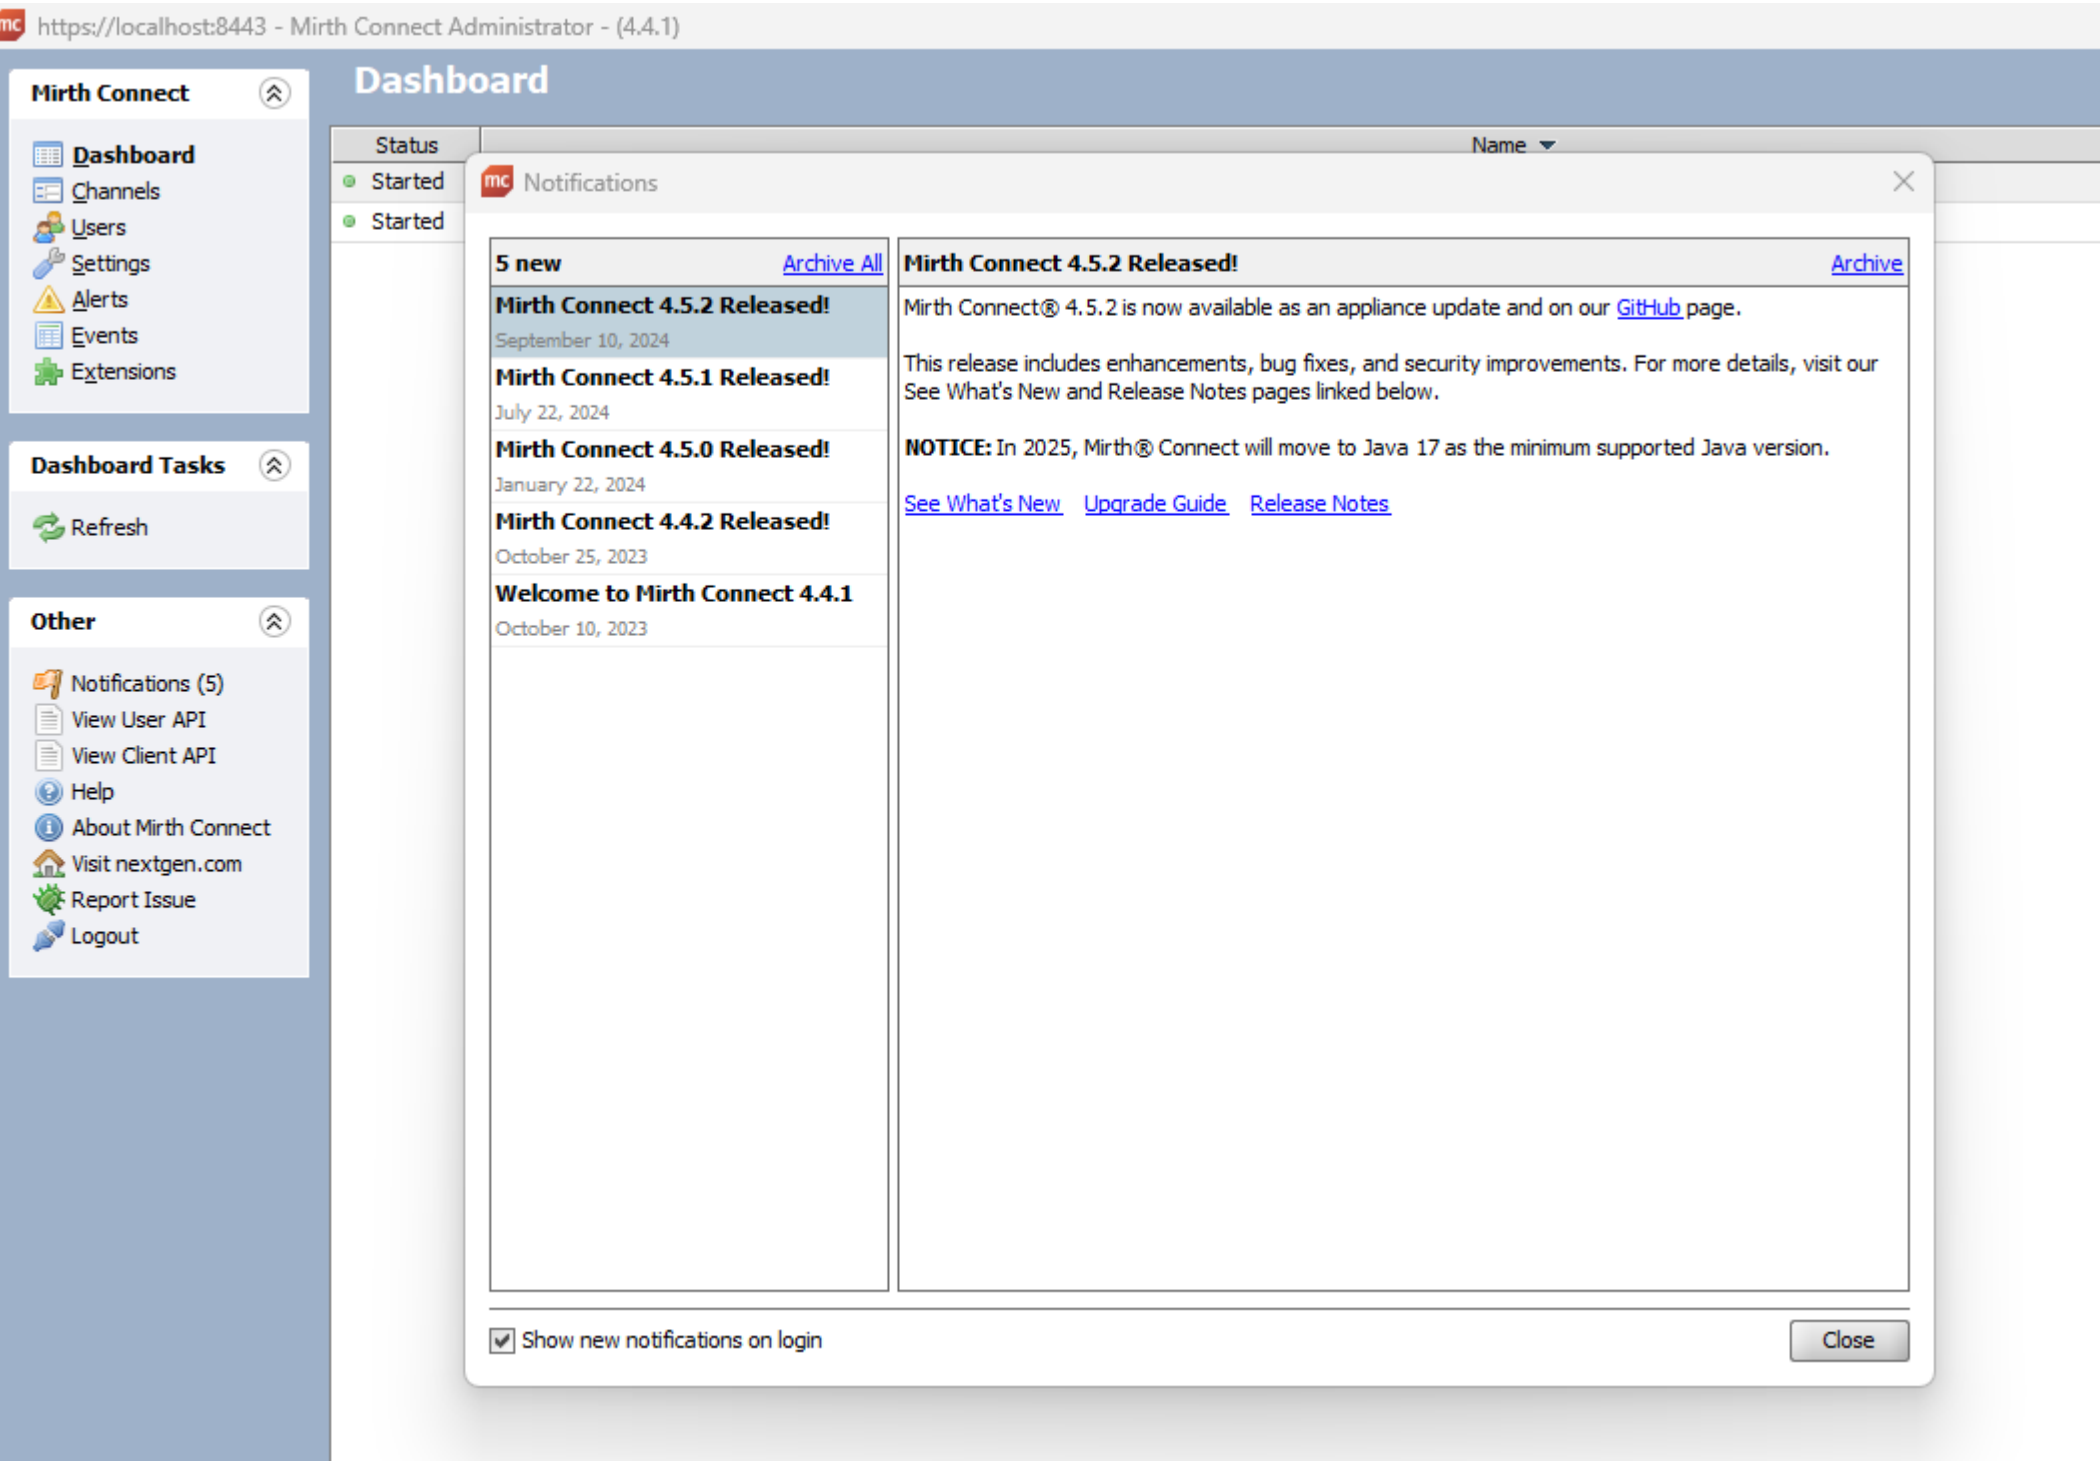 mc https://localhost:8443 - Mirth Connect Administrator - (4.4.1)
Mirth Connect
Dashboard
Channels
Users
Settings
Alerts
Events
Extensions
Dashboard Tasks
Refresh
Other
Notifications (5)
View User API
View Client API
Help
About Mirth Connect
Visit nextgen.com
Report Issue
Logout
Dashboard
Status Name
Started
Started
mc Notifications
5 new Archive All
Mirth Connect 4.5.2 Released!
September 10, 2024
Mirth Connect 4.5.1 Released!
July 22, 2024
Mirth Connect 4.5.0 Released!
January 22, 2024
Mirth Connect 4.4.2 Released!
October 25, 2023
Welcome to Mirth Connect 4.4.1
October 10, 2023
Mirth Connect 4.5.2 Released! Archive
Mirth Connect® 4.5.2 is now available as an appliance update and on our GitHub page.
This release includes enhancements, bug fixes, and security improvements. For more details, visit our
See What's New and Release Notes pages linked below.
NOTICE: In 2025, Mirth® Connect will move to Java 17 as the minimum supported Java version.
See What's New Upgrade Guide Release Notes
Show new notifications on login
Close